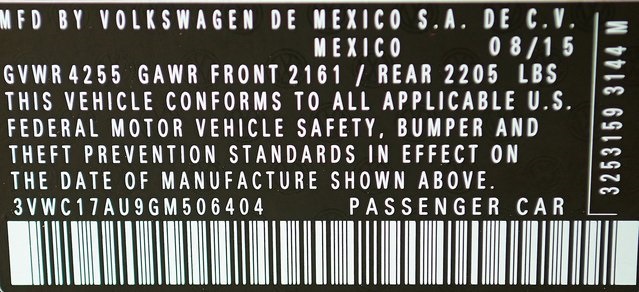 MFD BY VOLKSWAGEN DE MEXICO S.A. DE C.V.
MEXICO 08/15
GVWR 4255 GAWR FRONT 2161 / REAR 2205 LBS
THIS VEHICLE CONFORMS TO ALL APPLICABLE U.S.
FEDERAL MOTOR VEHICLE SAFETY, BUMPER AND
THEFT PREVENTION STANDARDS IN EFFECT ON
THE DATE OF MANUFACTURE SHOWN ABOVE.
3VWC17AU9GM506404 PASSENGER CAR
3253159 3144 M